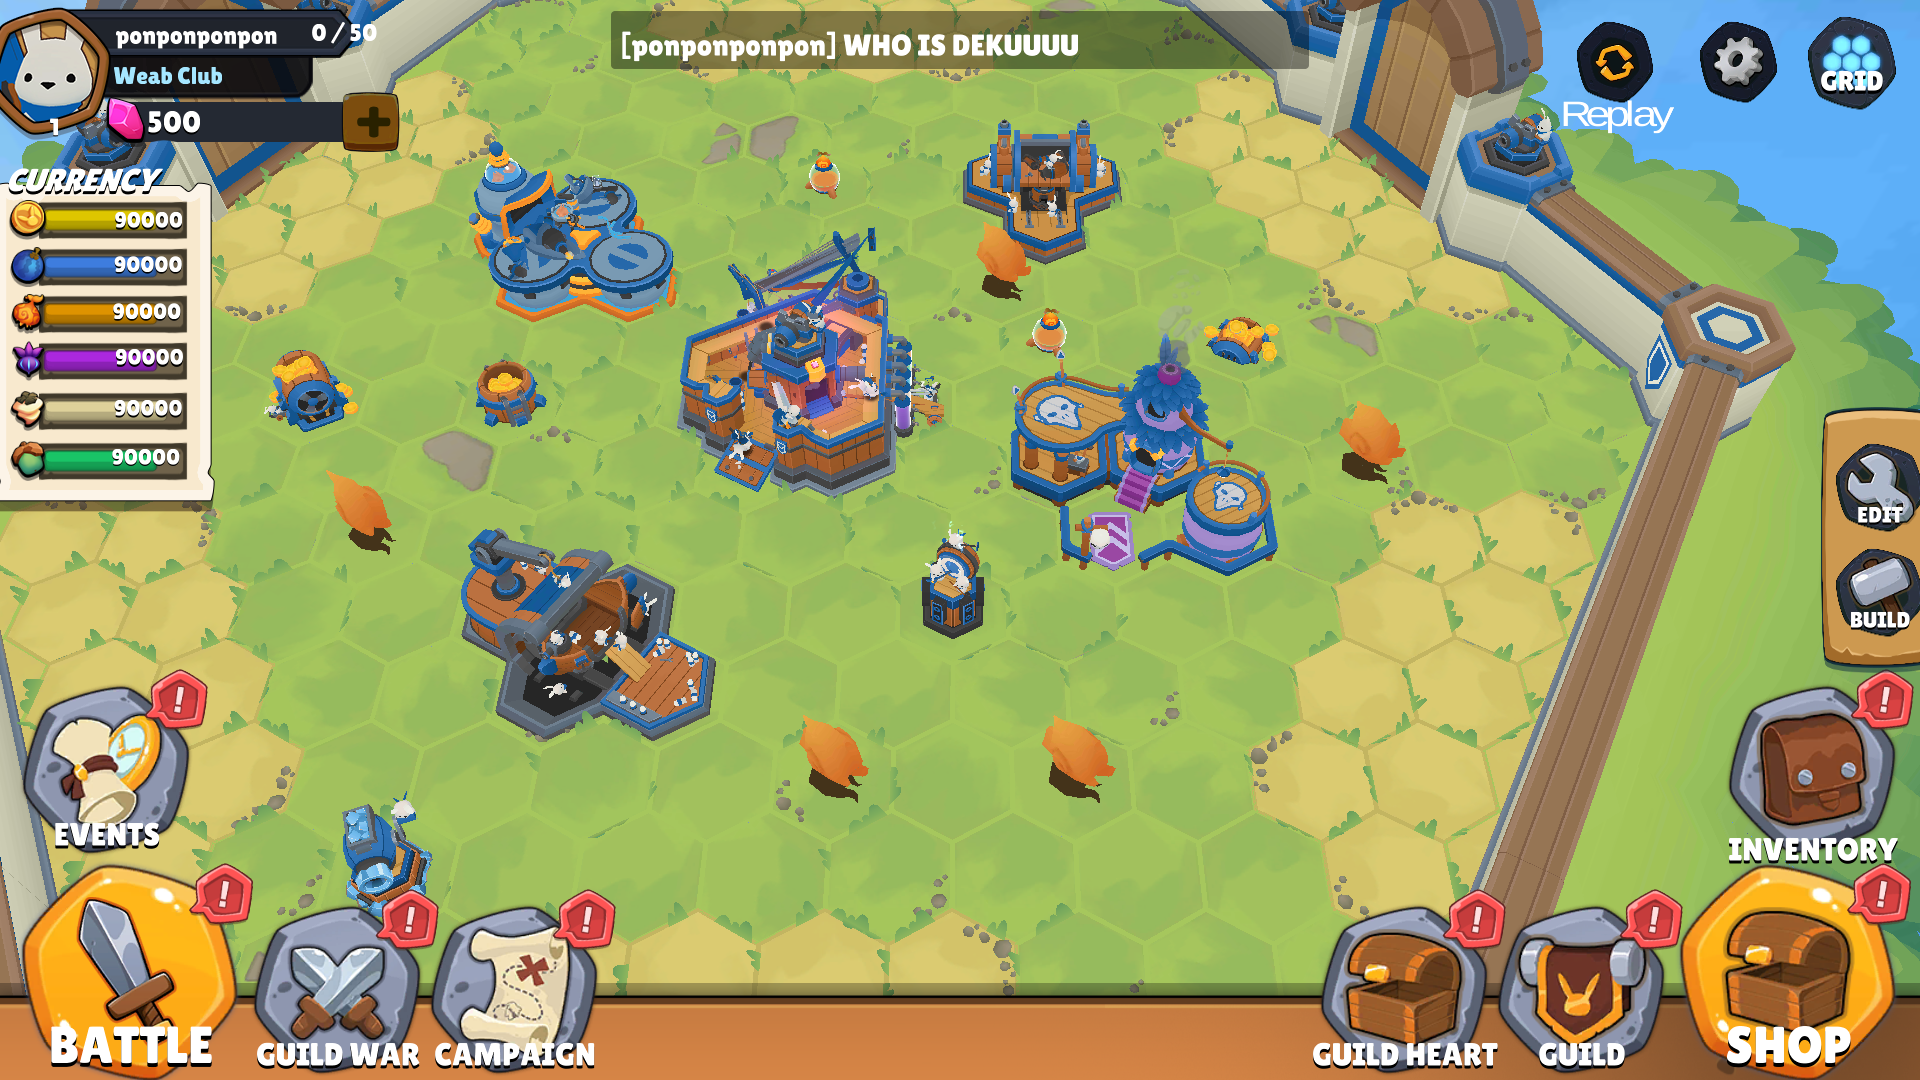 ponponponpon
0/50
Weab Club
1
500
[ponponponpon] WHO IS DEKUUUU
Replay
GRID
CURRENCY
90000
90000
90000
90000
90000
90000
EDIT
BUILD
EVENTS
INVENTORY
BATTLE
GUILD WAR
CAMPAIGN
GUILD HEART
GUILD
SHOP